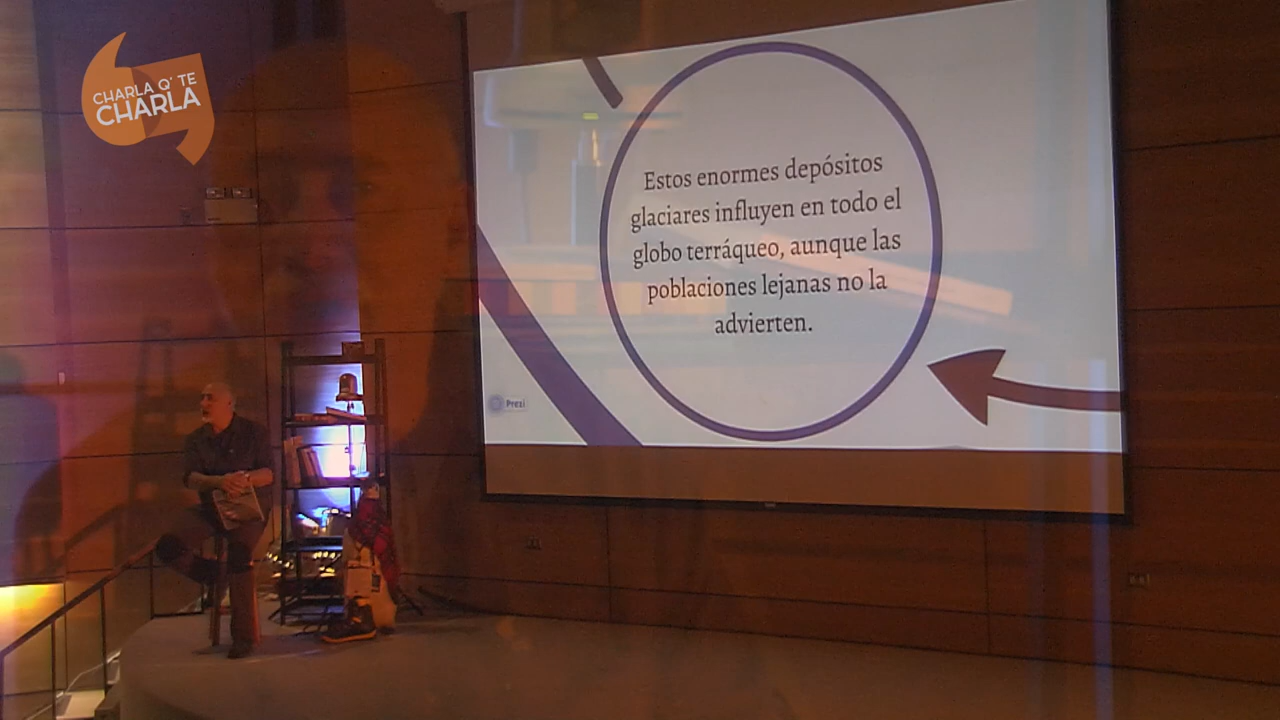 CHARLA Q' TE
CHARLA
Estos enormes depósitos
glaciares influyen en todo el
globo terráqueo, aunque las
poblaciones lejanas no la
advierten.
Prezi